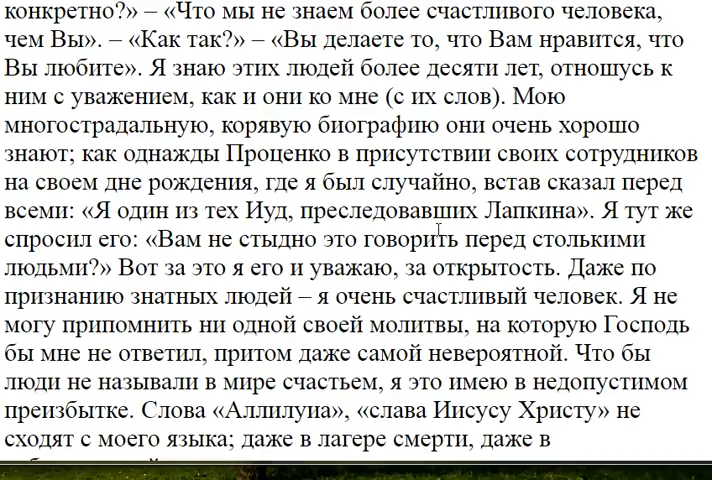 конкретно?» – «Что мы не знаем более счастливого человека,
чем Вы». – «Как так?» – «Вы делаете то, что Вам нравится, что
Вы любите». Я знаю этих людей более десяти лет, отношусь к
ним с уважением, как и они ко мне (с их слов). Мою
многострадальную, корявую биографию они очень хорошо
знают; как однажды Проценко в присутствии своих сотрудников
на своем дне рождения, где я был случайно, встав сказал перед
всеми: «Я один из тех Иуд, преследовавших Лапкина». Я тут же
спросил его: «Вам не стыдно это говорить перед столькими
людьми?» Вот за это я его и уважаю, за открытость. Даже по
признанию знатных людей – я очень счастливый человек. Я не
могу припомнить ни одной своей молитвы, на которую Господь
бы мне не ответил, притом даже самой невероятной. Что бы
люди не называли в мире счастьем, я это имею в недопустимом
преизбытке. Слова «Аллилуиа», «слава Иисусу Христу» не
сходят с моего языка; даже в лагере смерти, даже в